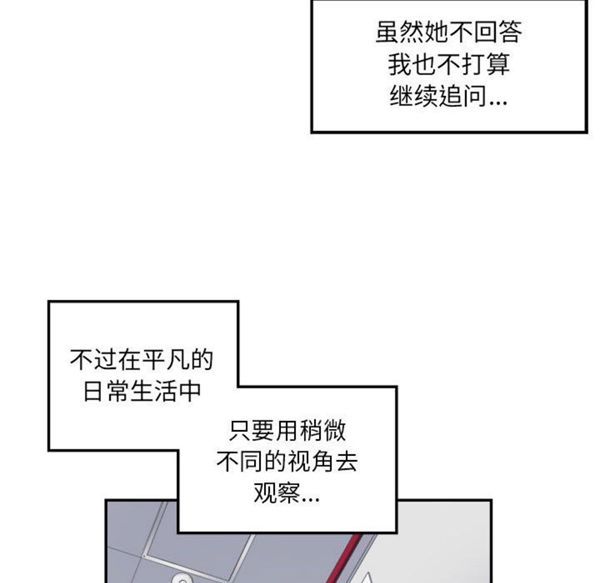 虽然她不回答
我也不打算
继续追问...
不过在平凡的
日常生活中
只要用稍微
不同的视角去
观察...